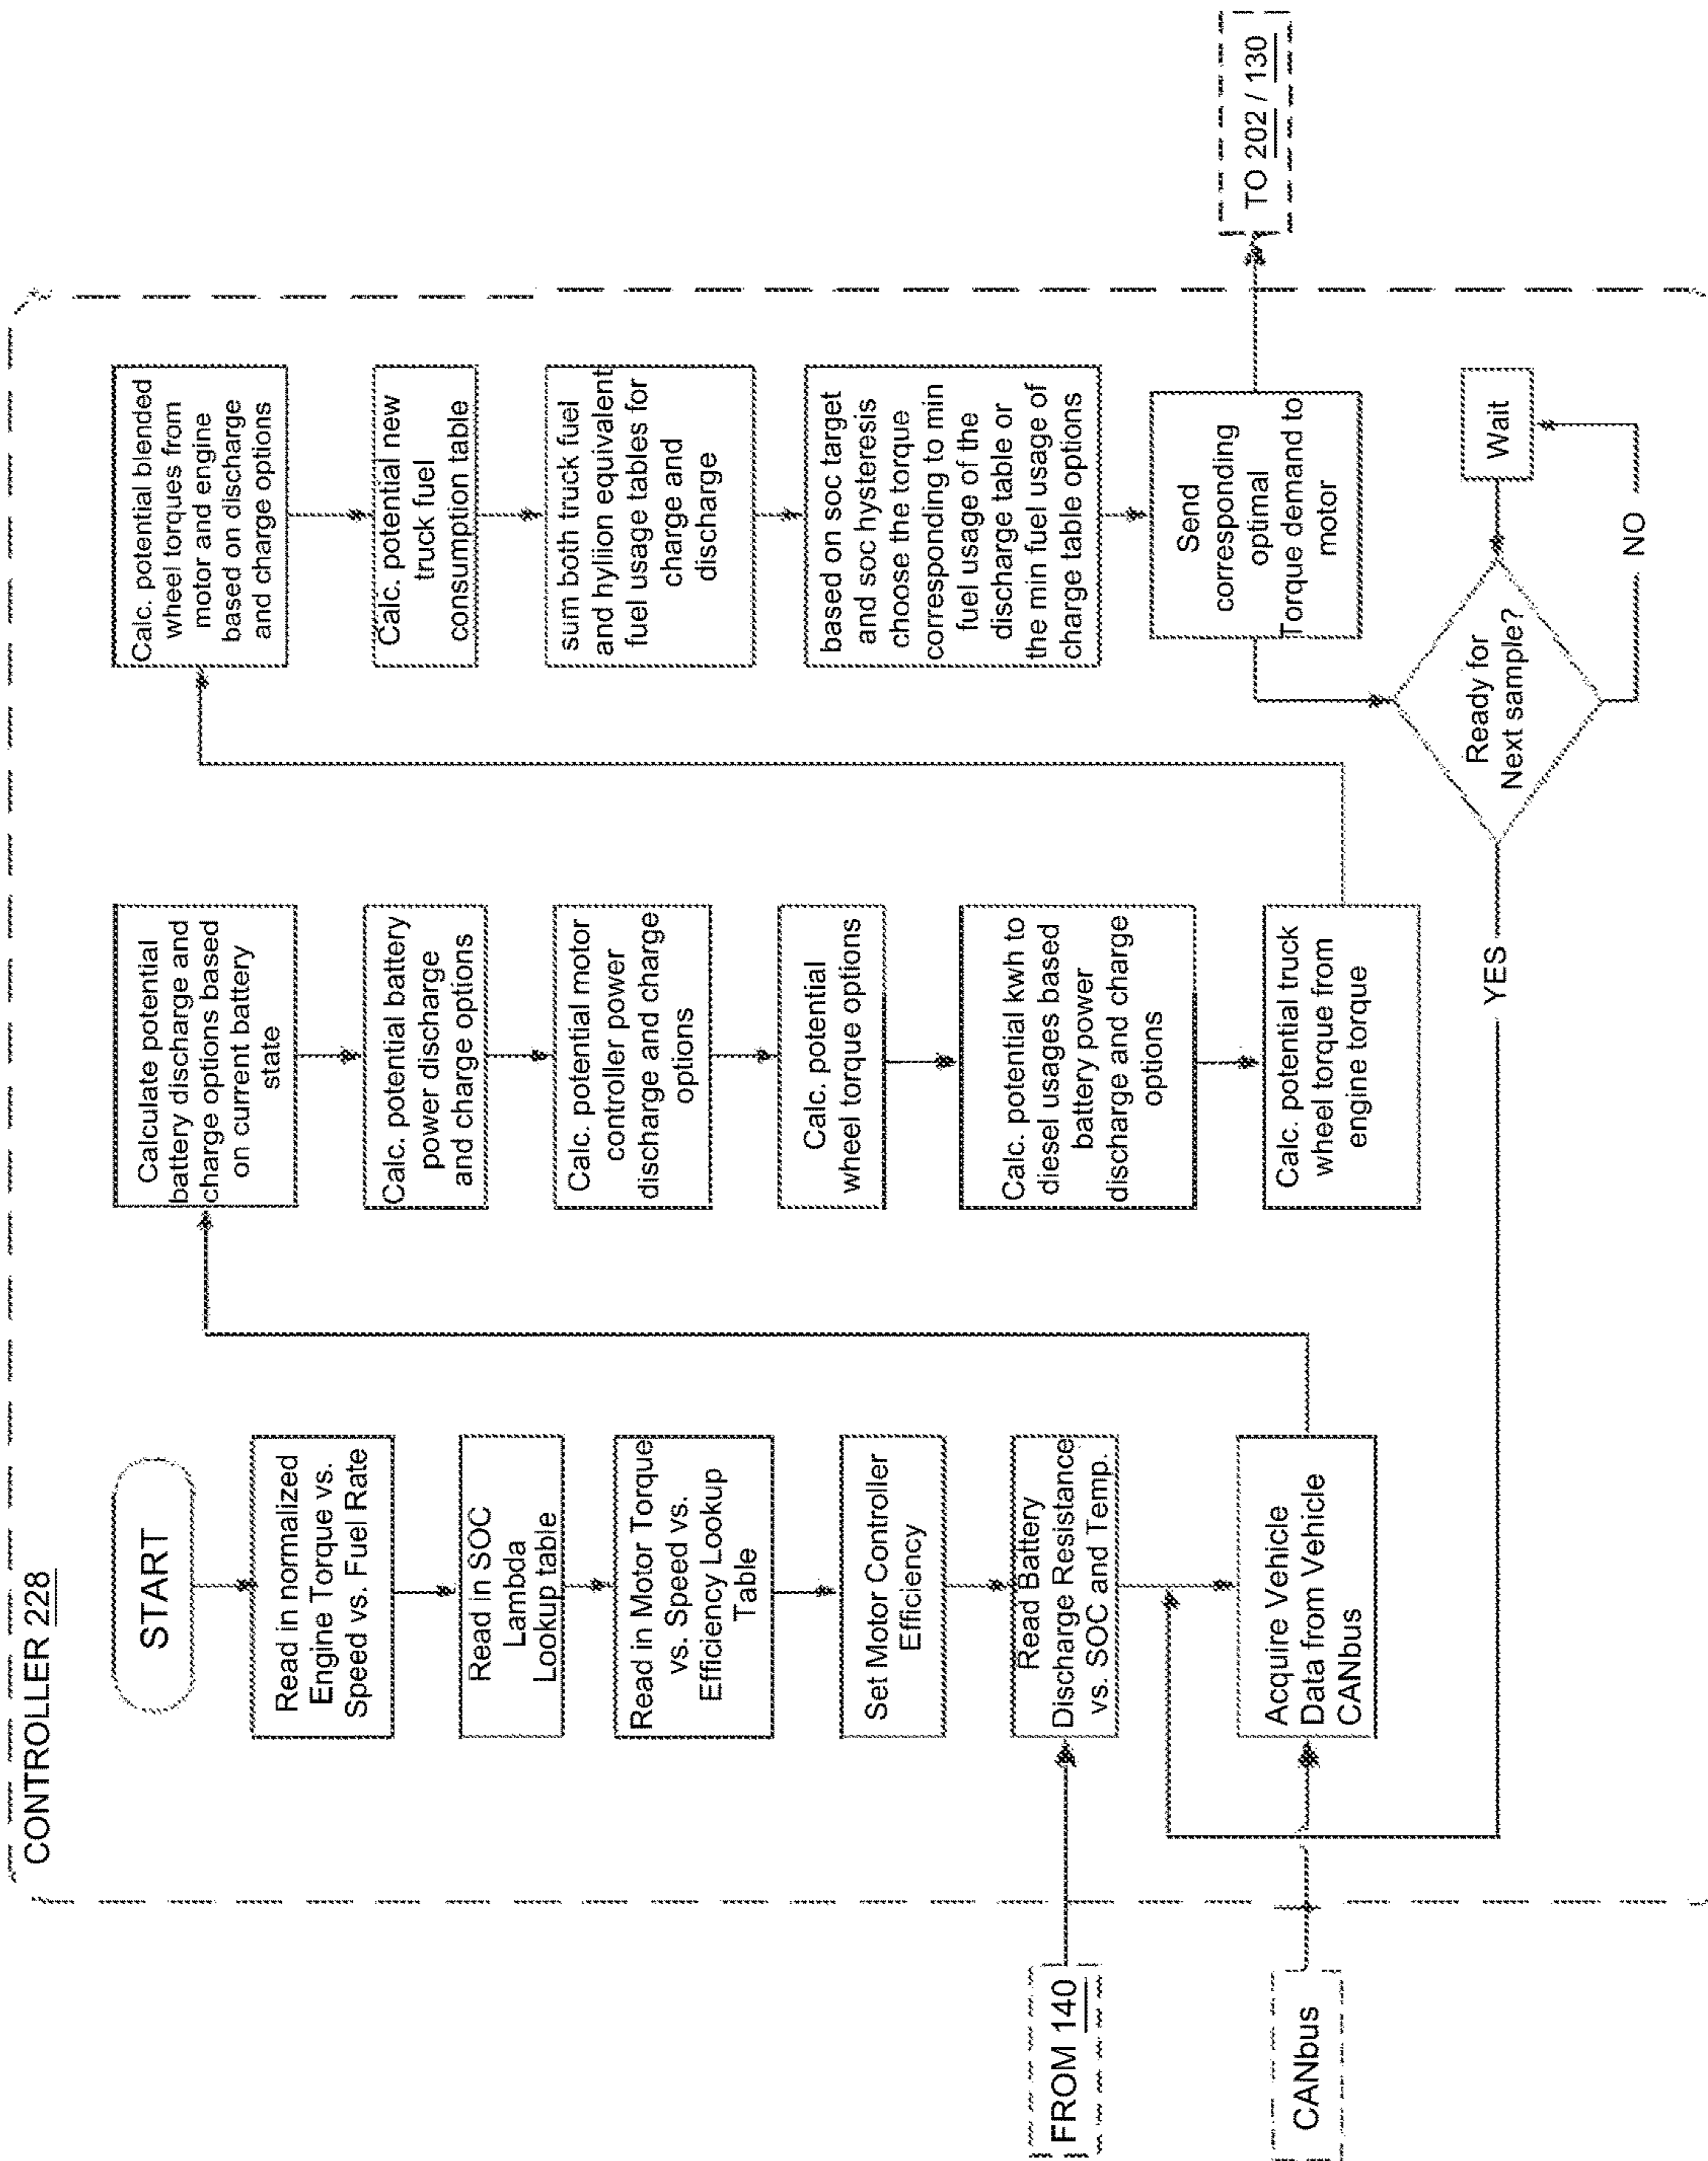 CONTROLLER 228
START
Read in normalized
Engine Torque vs.
Speed vs. Fuel Rate
Read in SOC
Lambda
Lookup table
Read in Motor Torque
vs. Speed vs.
Efficiency Lookup
Table
Set Motor Controller
Efficiency
Read Battery
Discharge Resistance
vs. SOC and Temp.
Acquire Vehicle
Data from Vehicle
CANbus
FROM 140
CANbus
Calculate potential
battery discharge and
charge options based
on current battery
state
Calc. potential battery
power discharge
and charge options
Calc. potential motor
controller power
discharge and charge
options
Calc. potential
wheel torque options
Calc. potential kwh to
diesel usages based
battery power
discharge and charge
options
Calc. potential truck
wheel torque from
engine torque
Calc. potential blended
wheel torques from
motor and engine
based on discharge
and charge options
Calc. potential new
truck fuel
consumption table
sum both truck fuel
and hyliion equivalent
fuel usage tables for
charge and
discharge
based on soc target
and soc hysteresis
choose the torque
corresponding to min
fuel usage of the
discharge table or
the min fuel usage of
charge table options
Send
corresponding
optimal
Torque demand to
motor
TO 202 / 130
Ready for
Next sample?
Wait
YES
NO